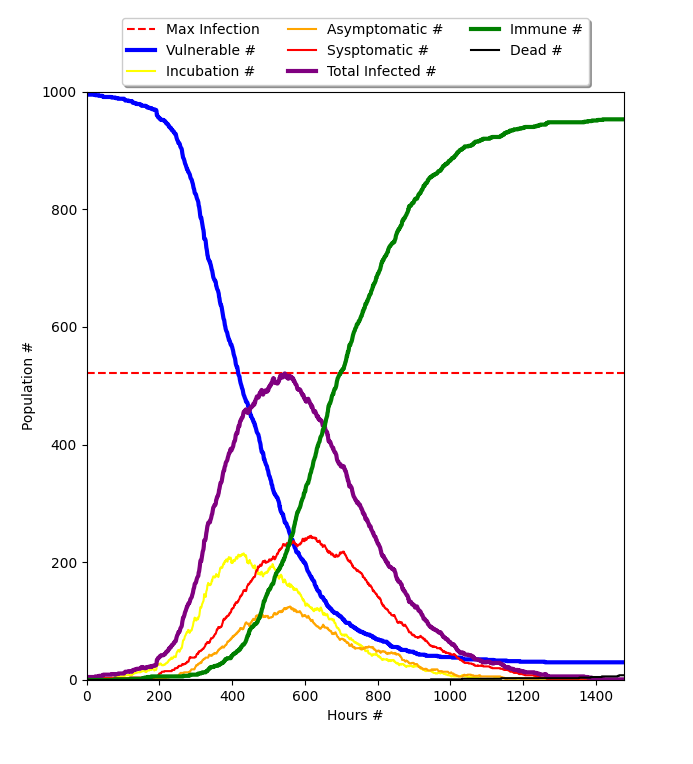 Max Infection Asymptomatic # Immune #
Vulnerable # Sysptomatic # Dead #
Incubation # Total Infected #
1000
800
600
400
200
0
Population #
0 200 400 600 800 1000 1200 1400
Hours #